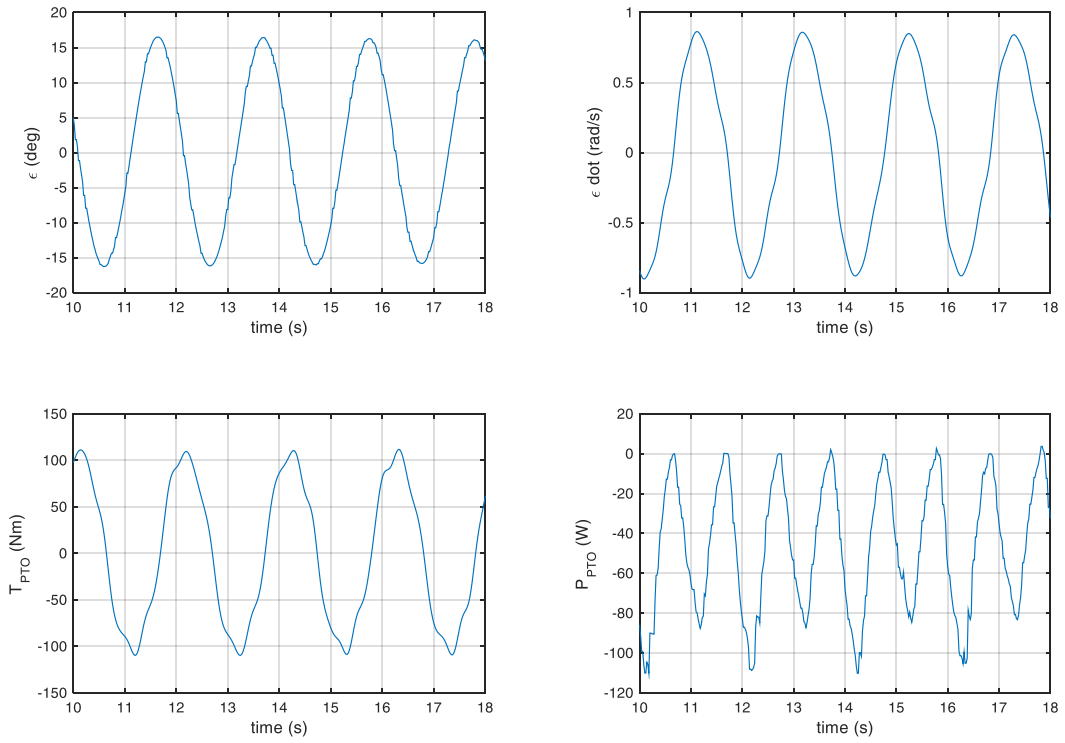 20
15
10
5
0
-5
-10
-15
-20
ϵ (deg)
10 11 12 13 14 15 16 17 18
time (s)
1
0.5
0
-0.5
-1
ϵ dot (rad/s)
10 11 12 13 14 15 16 17 18
time (s)
150
100
50
0
-50
-100
-150
T_PTO (Nm)
10 11 12 13 14 15 16 17 18
time (s)
20
0
-20
-40
-60
-80
-100
-120
P_PTO (W)
10 11 12 13 14 15 16 17 18
time (s)